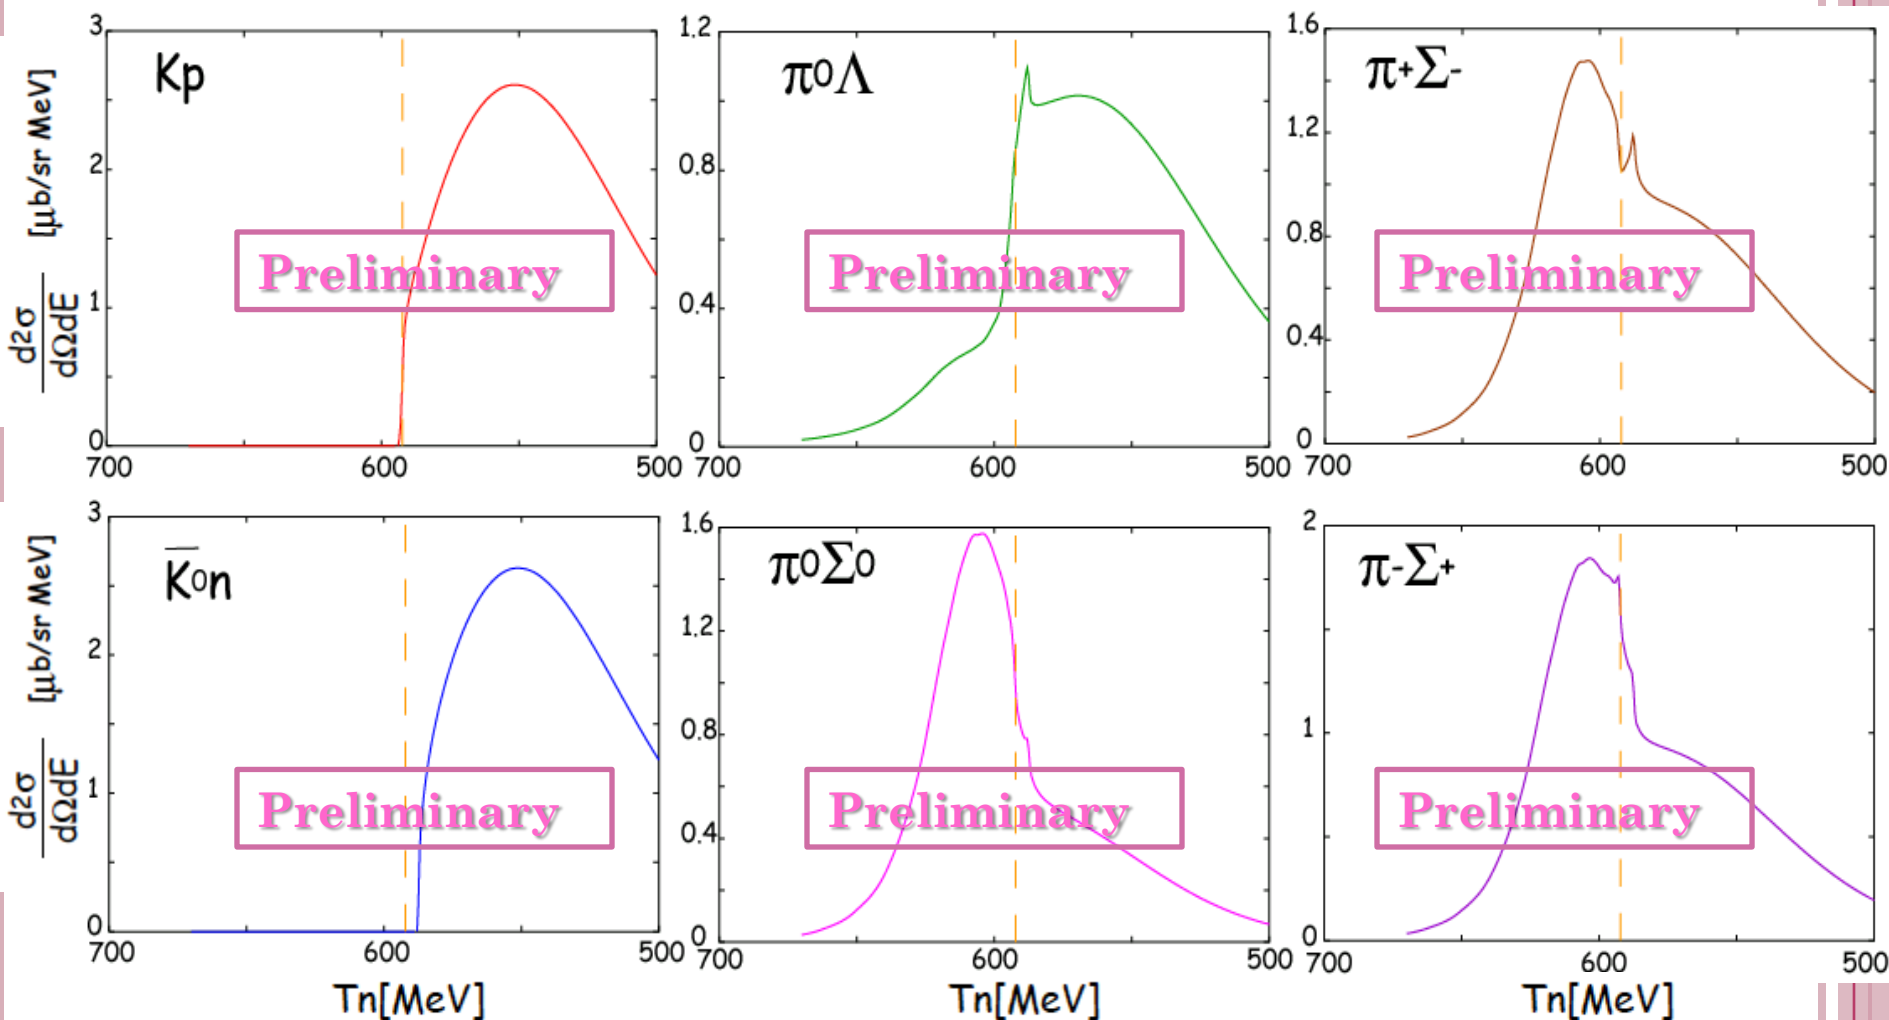 Kp
3
2
1
0
700
600
500
[μb/sr MeV]
d2σ
dΩdE
Preliminary
π0Λ
1.2
0.8
0.4
0
700
600
500
Preliminary
π+Σ-
1.6
1.2
0.8
0.4
0
700
600
500
Preliminary
K0n
3
2
1
0
700
600
500
[μb/sr MeV]
d2σ
dΩdE
Tn[MeV]
Preliminary
π0Σ0
1.6
1.2
0.8
0.4
0
700
600
500
Tn[MeV]
Preliminary
π-Σ+
2
1
0
700
600
500
Tn[MeV]
Preliminary